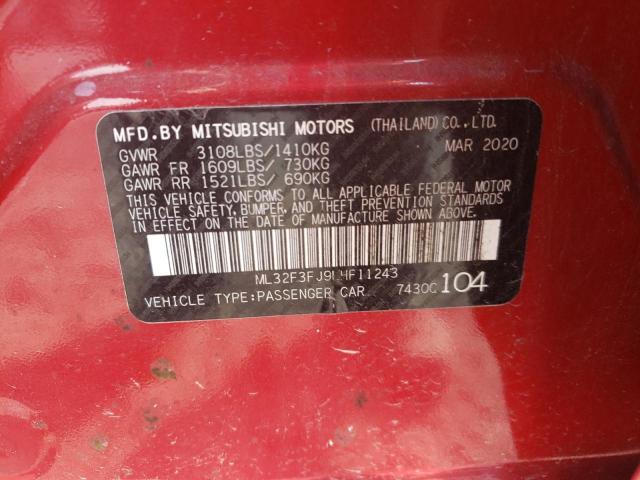 MFD.BY MITSUBISHI MOTORS (THAILAND) CO., LTD.
GVWR 3108LBS/1410KG MAR 2020
GAWR FR 1609LBS/ 730KG
GAWR RR 1521LBS/ 690KG
THIS VEHICLE CONFORMS TO ALL APPLICABLE FEDERAL MOTOR
VEHICLE SAFETY, BUMPER, AND THEFT PREVENTION STANDARDS
IN EFFECT ON THE DATE OF MANUFACTURE SHOWN ABOVE.
ML32F3FJ9LHF11243
VEHICLE TYPE:PASSENGER CAR 7430C 104